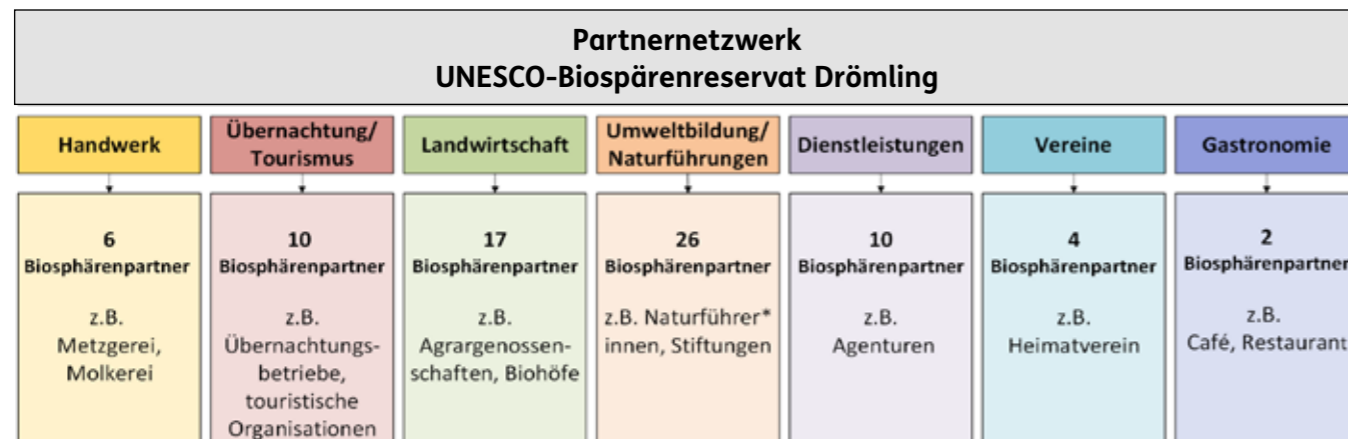 Partnernetzwerk
UNESCO-Biospärenreservat Drömling
Handwerk
6
Biosphärenpartner
z.B.
Metzgerei,
Molkerei
Übernachtung/
Tourismus
10
Biosphärenpartner
z.B.
Übernachtungs-
betriebe,
touristische
Organisationen
Landwirtschaft
17
Biosphärenpartner
z.B.
Agrargenossen-
schaften, Biohöfe
Umweltbildung/
Naturführungen
26
Biosphärenpartner
z.B. Naturführer*
innen, Stiftungen
Dienstleistungen
10
Biosphärenpartner
z.B.
Agenturen
Vereine
4
Biosphärenpartner
z.B.
Heimatverein
Gastronomie
2
Biosphärenpartner
z.B.
Café, Restaurant